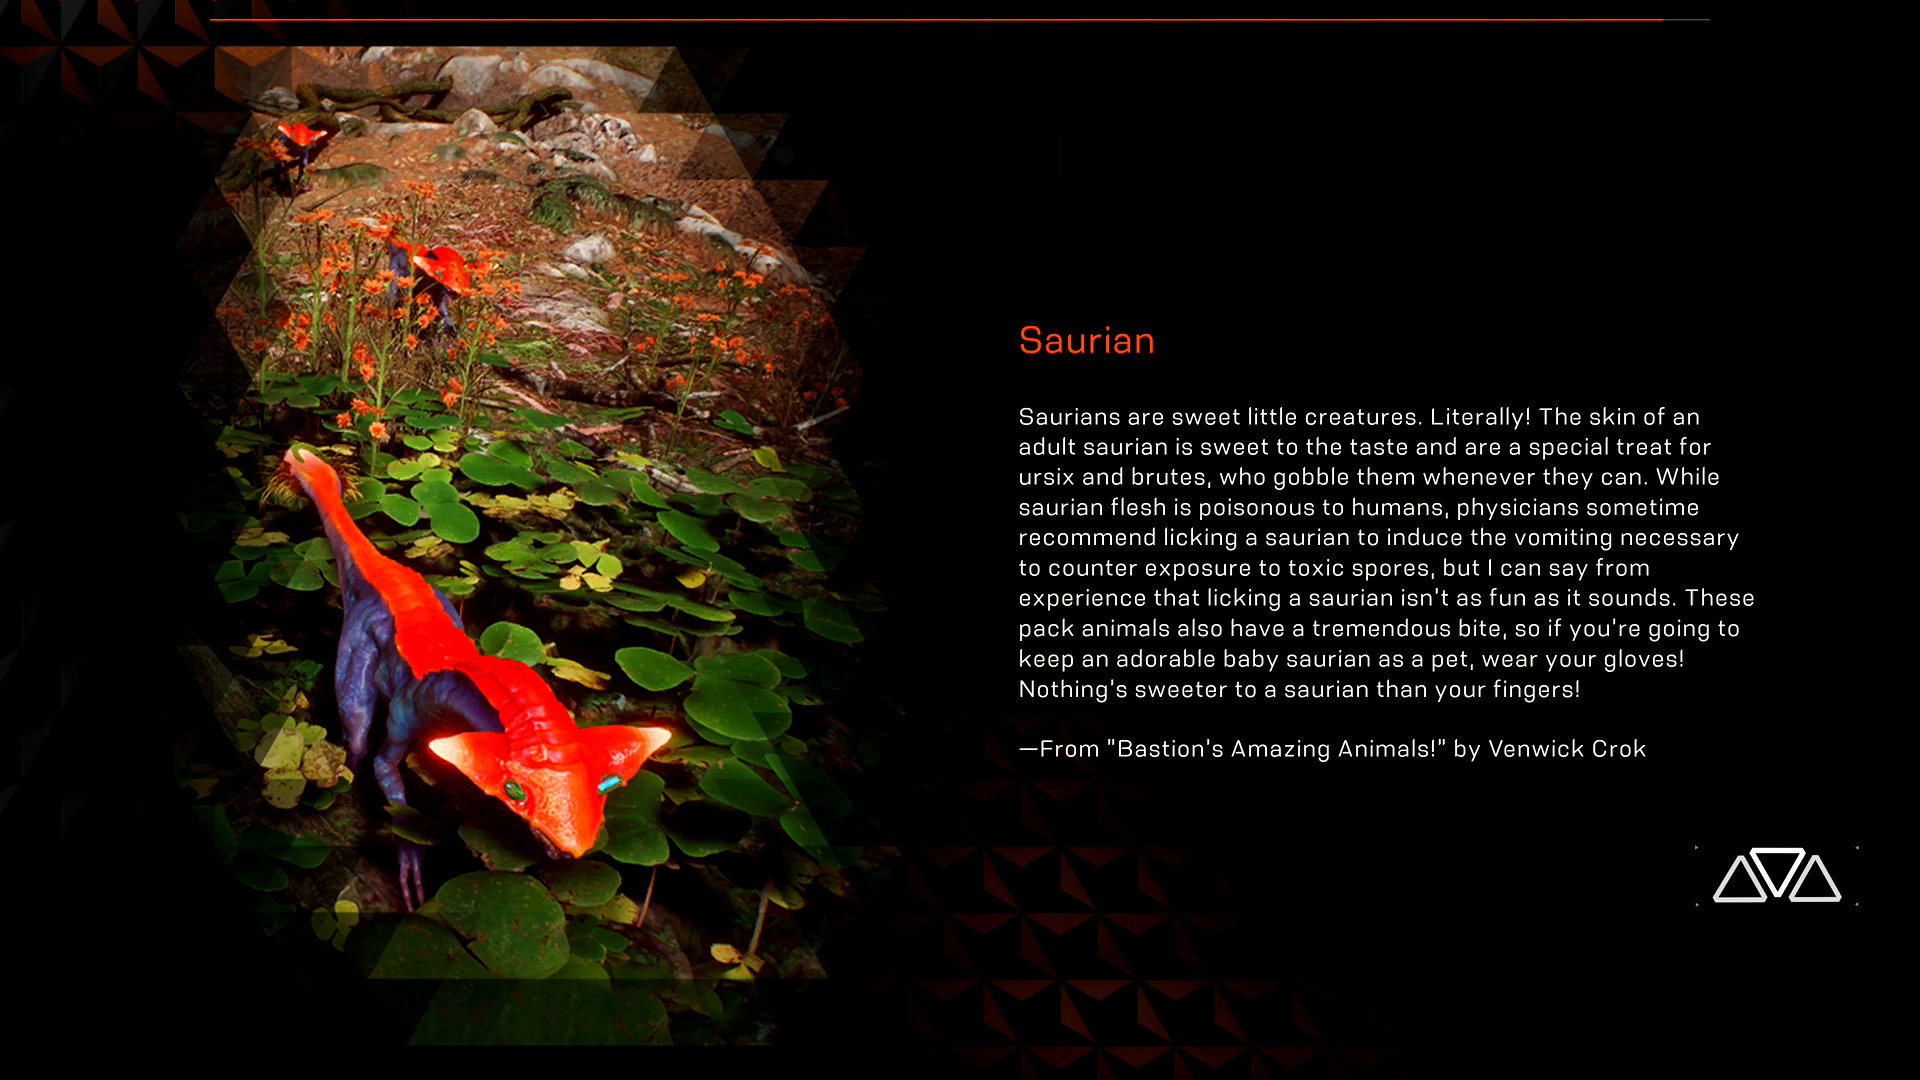 Saurian
Saurians are sweet little creatures. Literally! The skin of an
adult saurian is sweet to the taste and are a special treat for
ursix and brutes, who gobble them whenever they can. While
saurian flesh is poisonous to humans, physicians sometime
recommend licking a saurian to induce the vomiting necessary
to counter exposure to toxic spores, but I can say from
experience that licking a saurian isn't as fun as it sounds. These
pack animals also have a tremendous bite, so if you're going to
keep an adorable baby saurian as a pet, wear your gloves!
Nothing's sweeter to a saurian than your fingers!
—From "Bastion's Amazing Animals!" by Venwick Crok